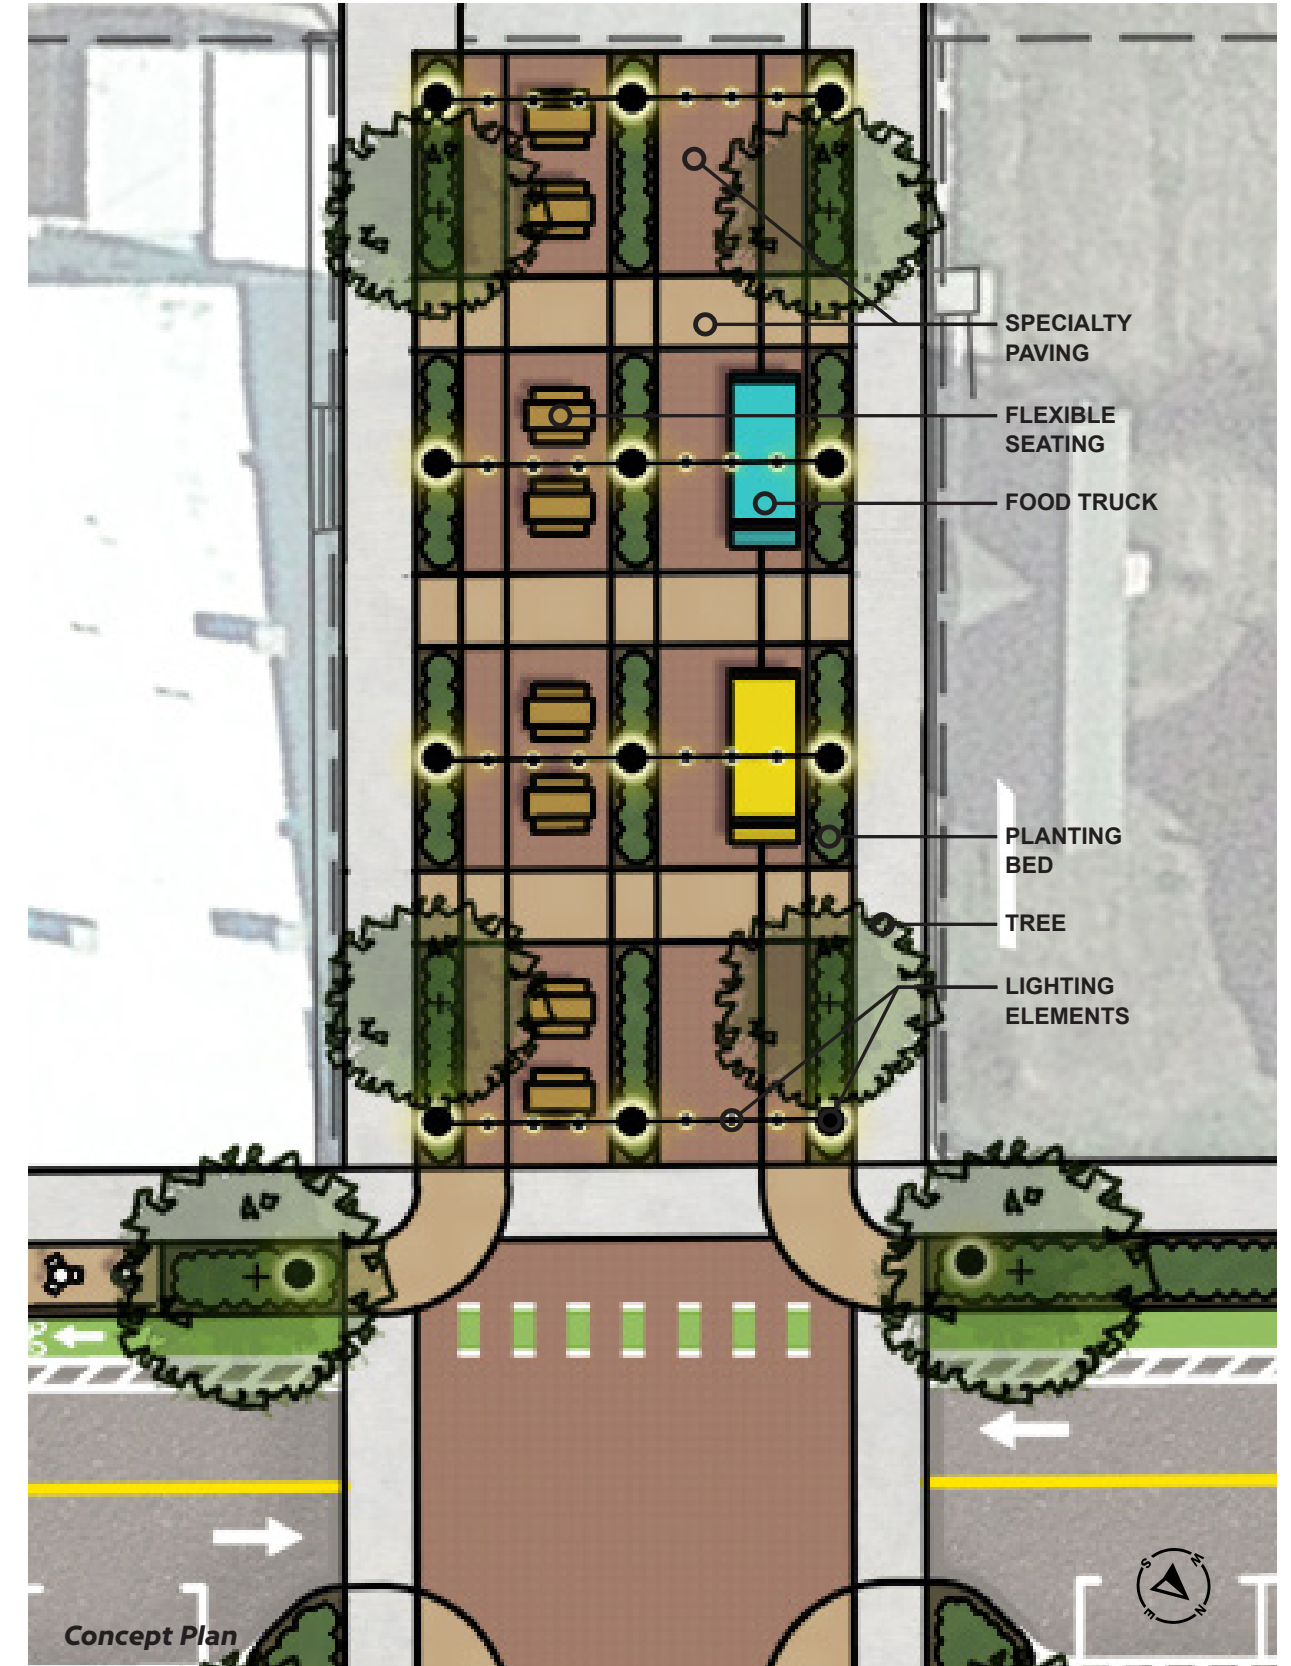 SPECIALTY
PAVING
FLEXIBLE
SEATING
FOOD TRUCK
PLANTING
BED
TREE
LIGHTING
ELEMENTS
S W
E N
Concept Plan